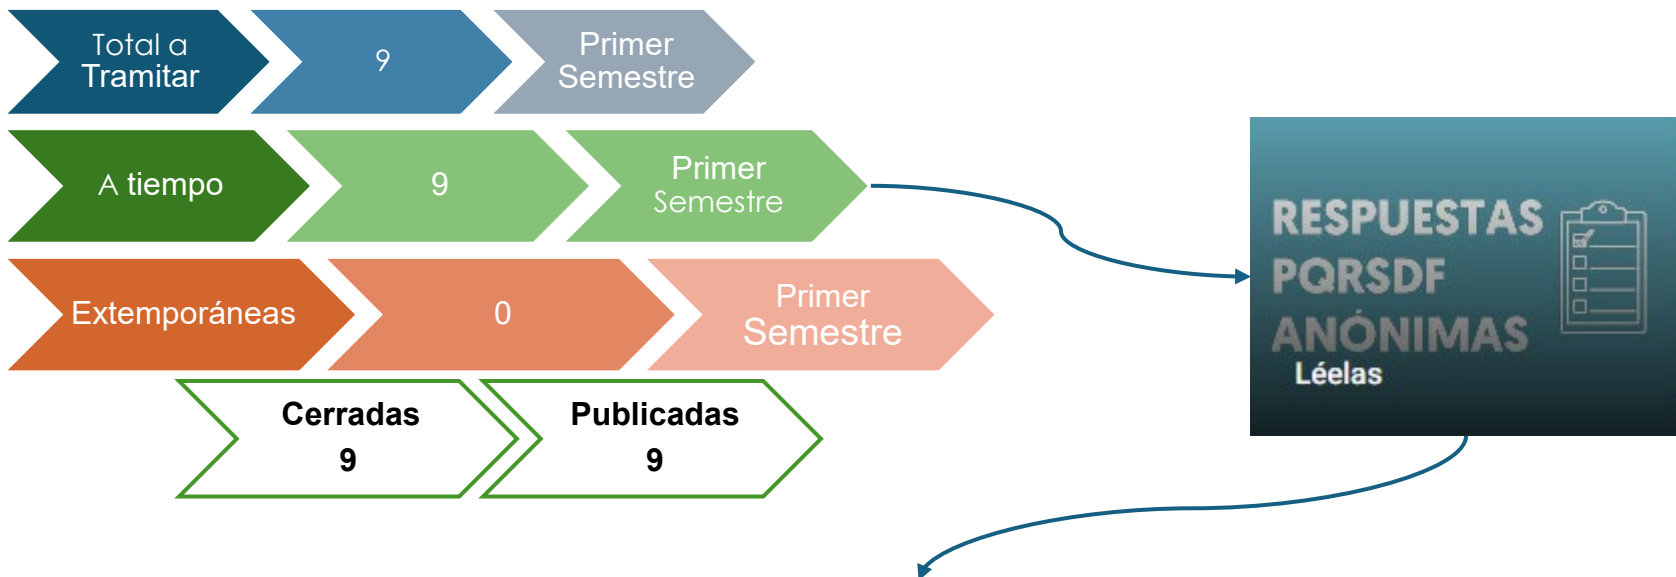 Total a
Tramitar
9
Primer
Semestre
A tiempo
9
Primer
Semestre
Extemporáneas
0
Primer
Semestre
Cerradas
9
Publicadas
9
RESPUESTAS
PQRSDF
ANÓNIMAS
Léelas